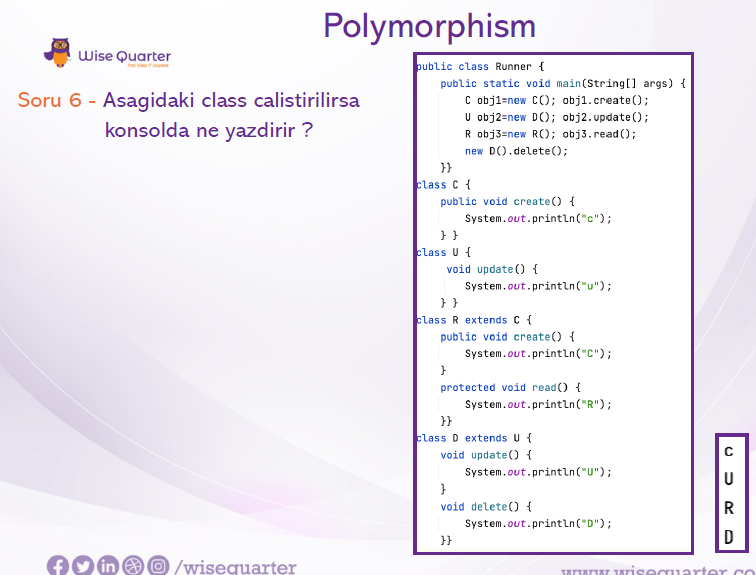 Polymorphism
Wise Quarter
first class IT courses
Soru 6 - Asagidaki class calistirilirsa
konsolda ne yazdirir ?
public class Runner {
public static void main(String[] args) {
C obj1=new C(); obj1.create();
U obj2=new D(); obj2.update();
R obj3=new R(); obj3.read();
new D().delete();
}}
class C {
public void create() {
System.out.println("c");
} }
class U {
void update() {
System.out.println("u");
} }
class R extends C {
public void create() {
System.out.println("C");
}
protected void read() {
System.out.println("R");
}}
class D extends U {
void update() {
System.out.println("U");
}
void delete() {
System.out.println("D");
}}
c
U
R
D
/wisequarter
www.wisequarter.co